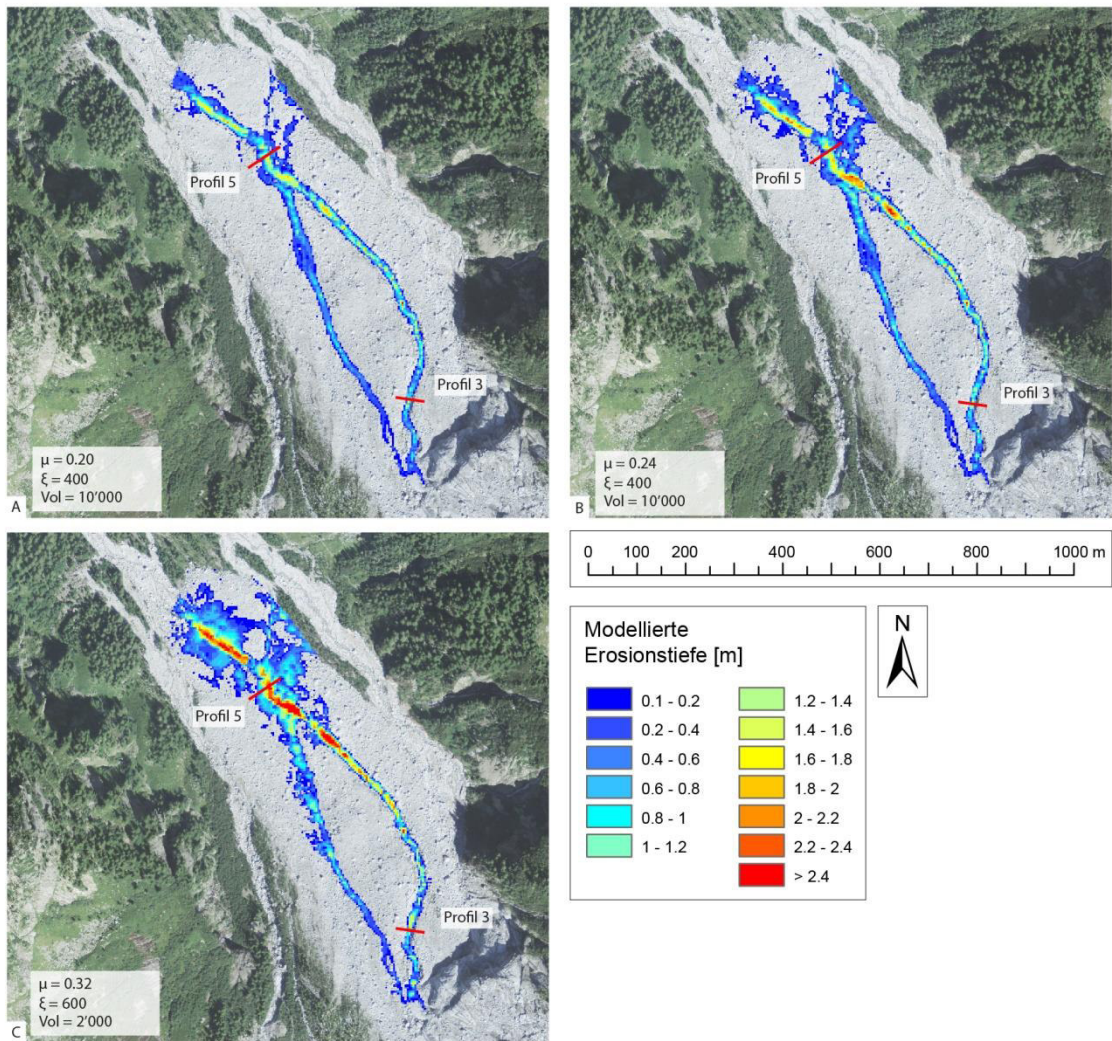 Profil 5
Profil 3
μ = 0.20
ξ = 400
Vol = 10’000
A
Profil 5
Profil 3
μ = 0.24
ξ = 400
Vol = 10’000
B
Profil 5
Profil 3
μ = 0.32
ξ = 600
Vol = 2’000
C
0 100 200 400 600 800 1000 m
Modellierte
Erosionstiefe [m]
0.1 - 0.2
0.2 - 0.4
0.4 - 0.6
0.6 - 0.8
0.8 - 1
1 - 1.2
1.2 - 1.4
1.4 - 1.6
1.6 - 1.8
1.8 - 2
2 - 2.2
2.2 - 2.4
> 2.4
N